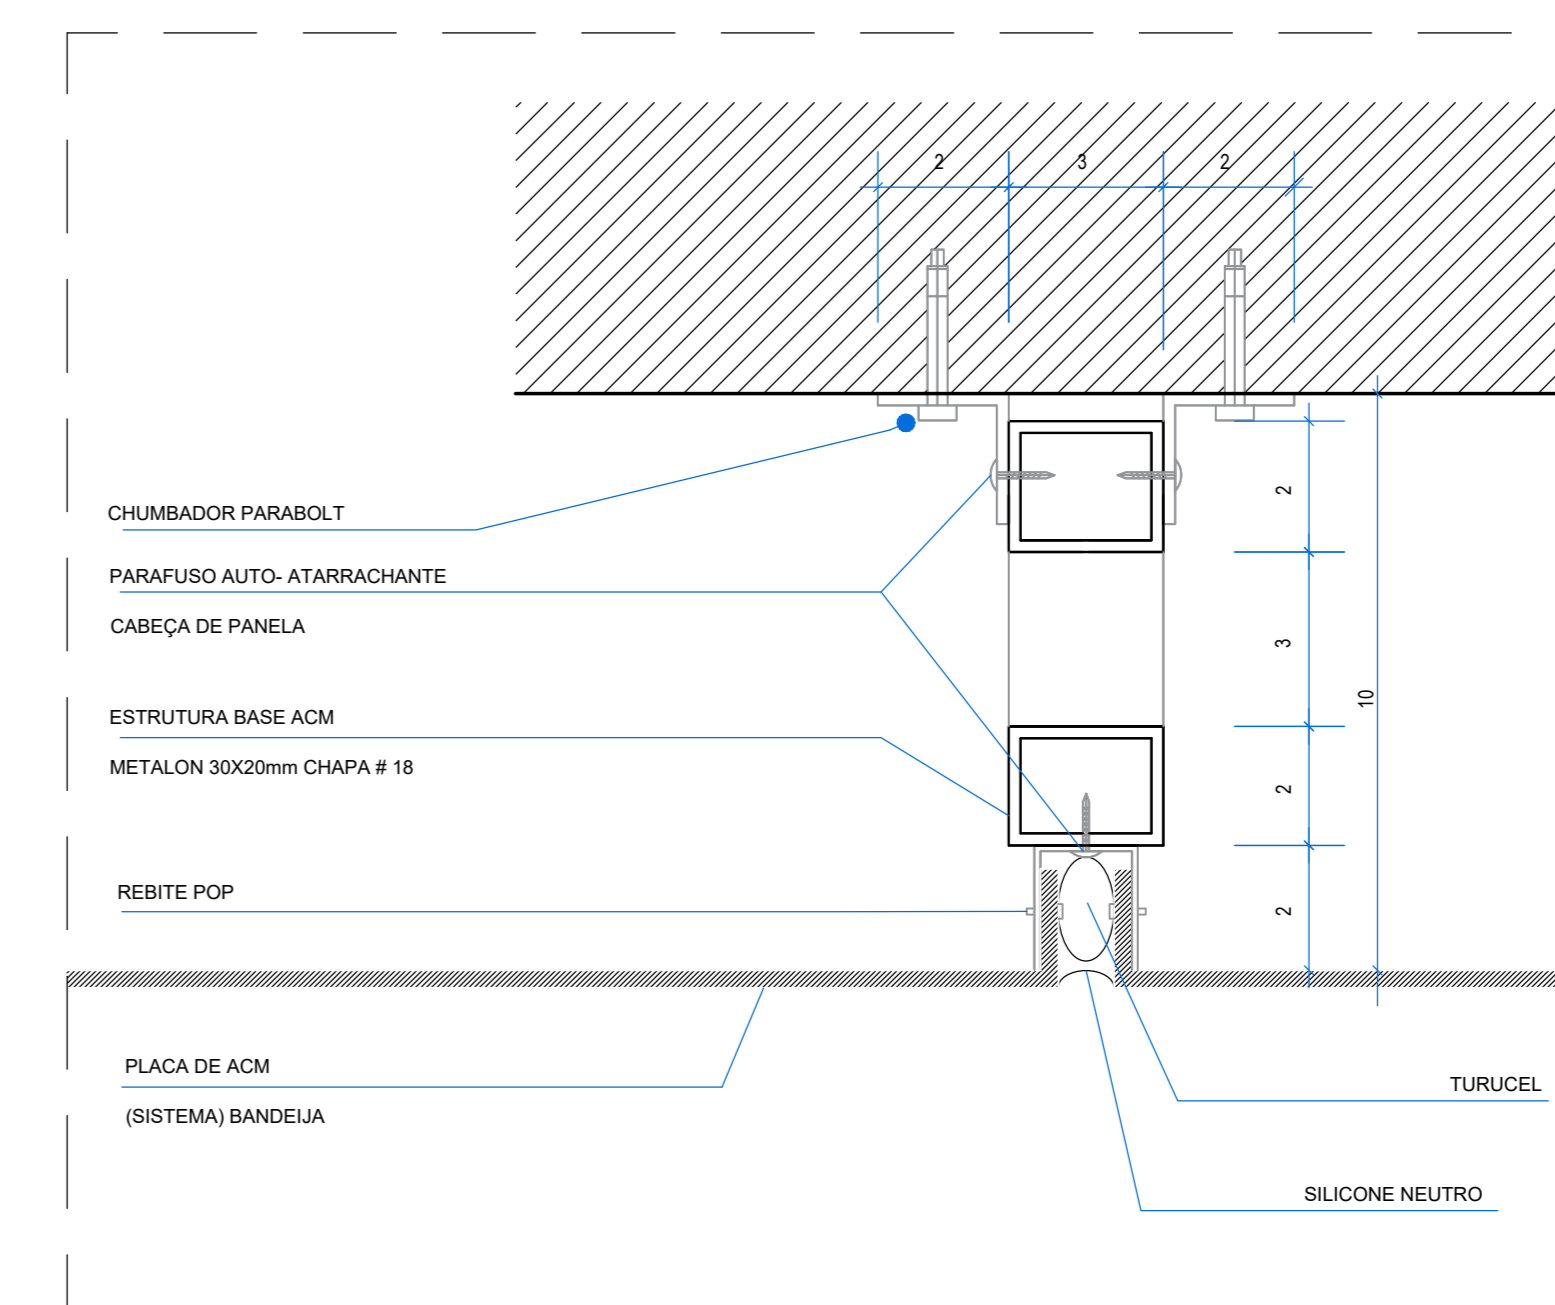 2
3
2
CHUMBADOR PARABOLT
PARAFUSO AUTO- ATARRACHANTE
CABEÇA DE PANELA
ESTRUTURA BASE ACM
METALON 30X20mm CHAPA # 18
REBITE POP
PLACA DE ACM
(SISTEMA) BANDEIJA
2
3
10
2
2
TURUCEL
SILICONE NEUTRO